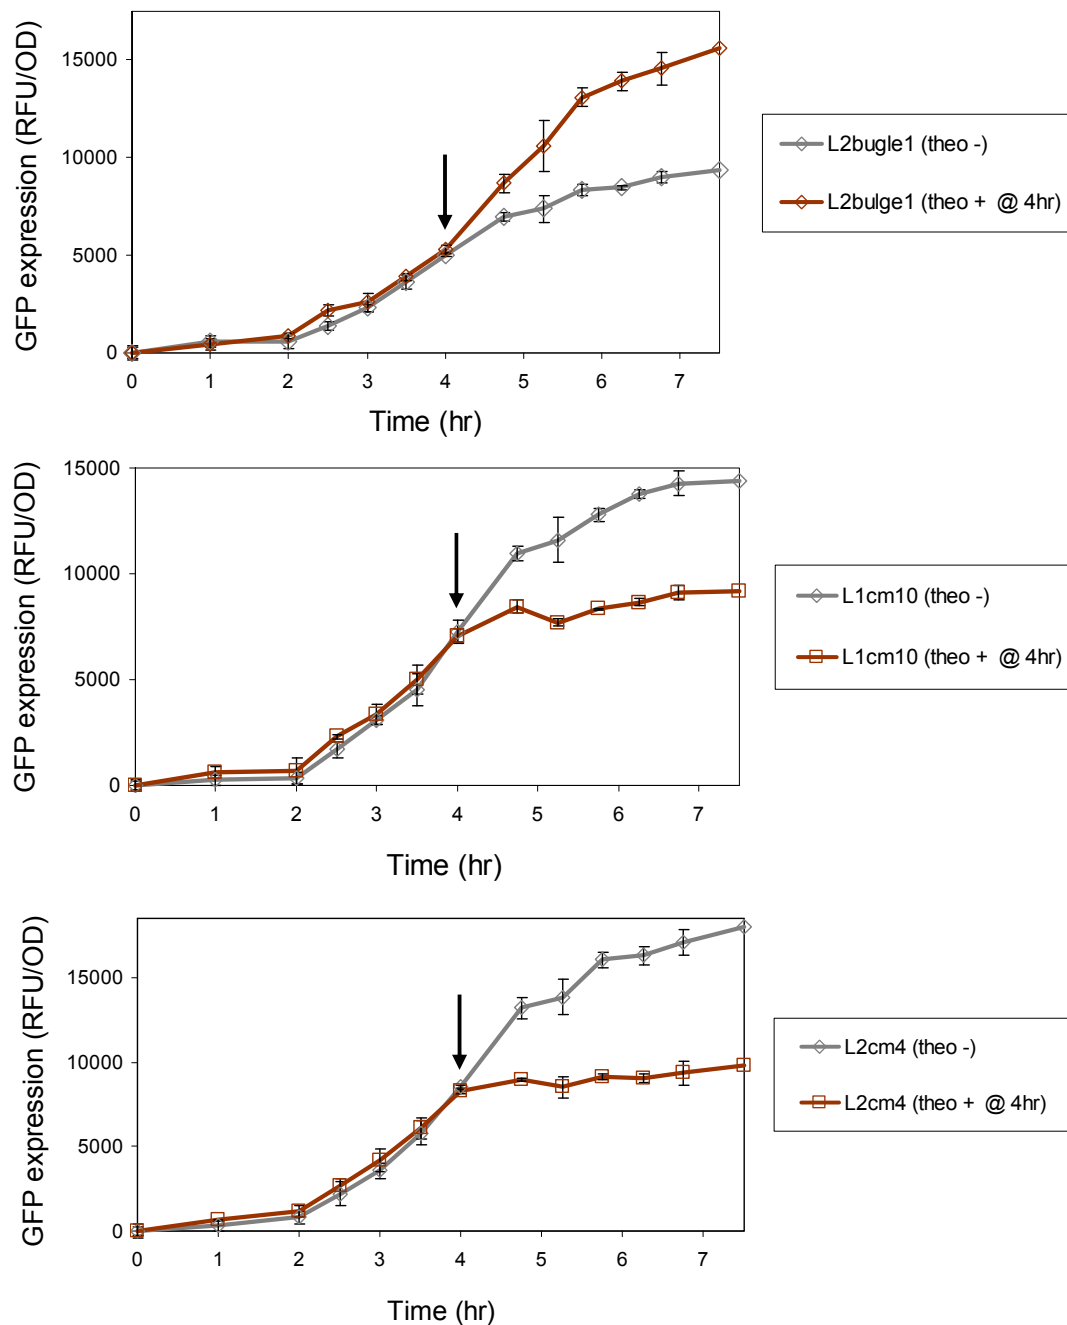 GFP expression (RFU/OD)
15000
10000
5000
0
0 1 2 3 4 5 6 7
Time (hr)
L2bugle1 (theo -)
L2bulge1 (theo + @ 4hr)
GFP expression (RFU/OD)
15000
10000
5000
0
0 1 2 3 4 5 6 7
Time (hr)
L1cm10 (theo -)
L1cm10 (theo + @ 4hr)
GFP expression (RFU/OD)
15000
10000
5000
0
0 1 2 3 4 5 6 7
Time (hr)
L2cm4 (theo -)
L2cm4 (theo + @ 4hr)